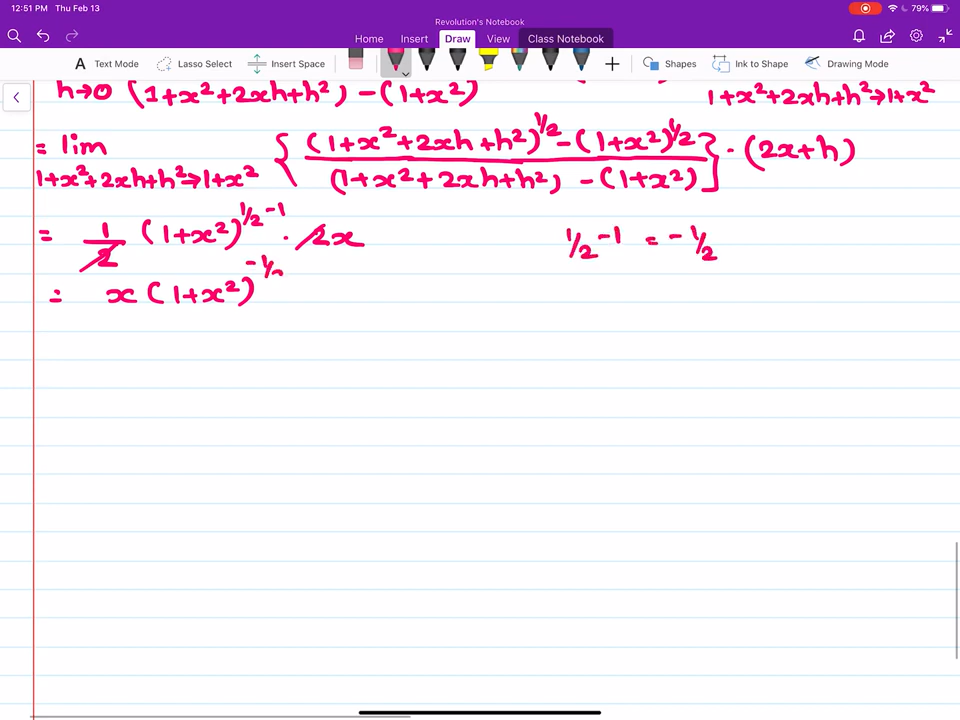 12:51 PM Thu Feb 13
79%
Revolution's Notebook
Home Insert Draw View Class Notebook
Text Mode Lasso Select Insert Space Shapes Ink to Shape Drawing Mode
h→0 (1+x²+2xh+h²) -(1+x²) 1+x²+2xh+h²→1+x²
= lim { (1+x²+2xh+h²)^1/2 -(1+x²)^1/2 / (1+x²+2xh+h²) -(1+x²) } · (2x+h)
1+x²+2xh+h²→1+x²
= 1/2 (1+x²)^1/2 -1 · 2x 1/2 -1 = -1/2
= x(1+x²)^-1/2